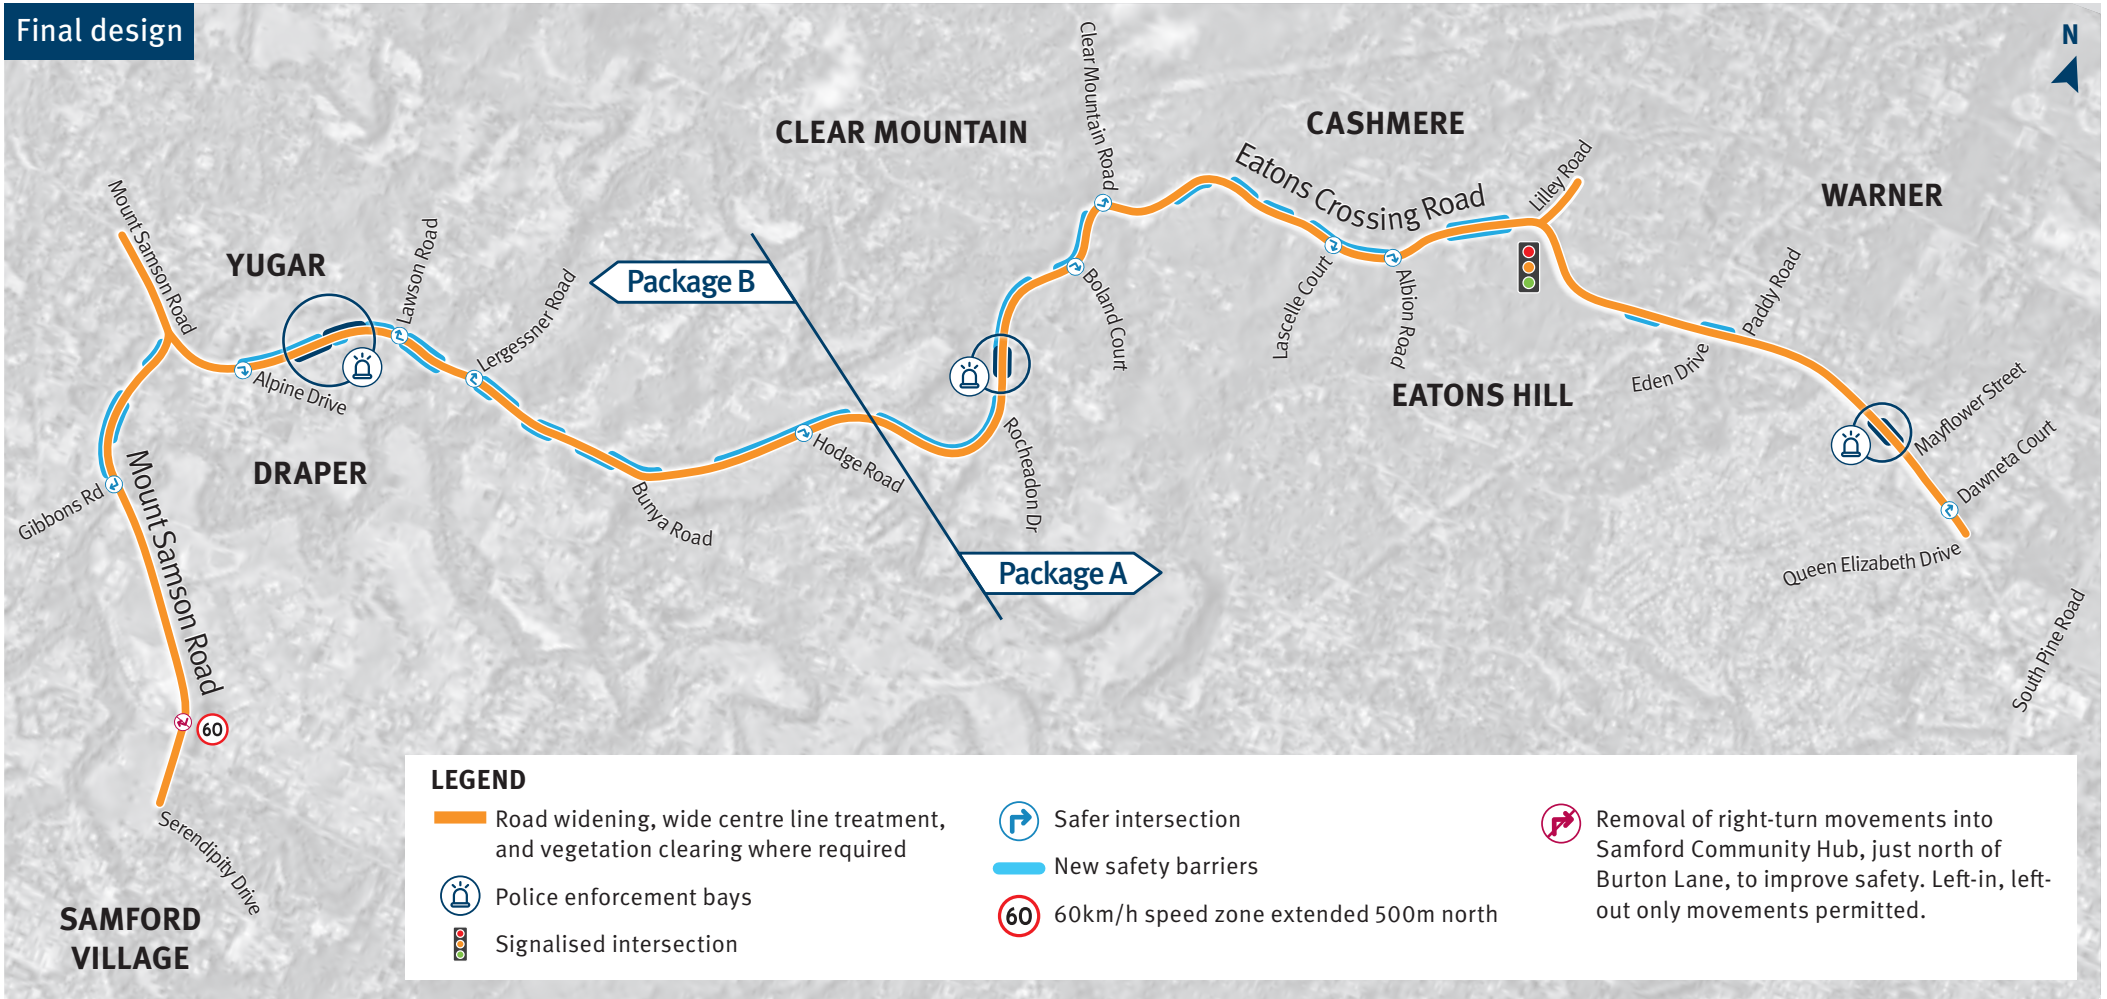 Final design
N
CLEAR MOUNTAIN
Clear Mountain Road
CASHMERE
Eatons Crossing Road
Lilley Road
WARNER
Mount Samson Road
YUGAR
Lawson Road
Lergessner Road
Package B
Boland Court
Lascelle Court
Albion Road
Paddy Road
Eden Drive
EATONS HILL
Mayflower Street
Dawneta Court
Alpine Drive
DRAPER
Gibbons Rd
Mount Samson Road
Bunya Road
Hodge Road
Rocheadon Dr
Package A
Queen Elizabeth Drive
South Pine Road
60
Serendipity Drive
SAMFORD
VILLAGE
LEGEND
Road widening, wide centre line treatment,
and vegetation clearing where required
Police enforcement bays
Signalised intersection
Safer intersection
New safety barriers
60
60km/h speed zone extended 500m north
Removal of right-turn movements into
Samford Community Hub, just north of
Burton Lane, to improve safety. Left-in, left-
out only movements permitted.